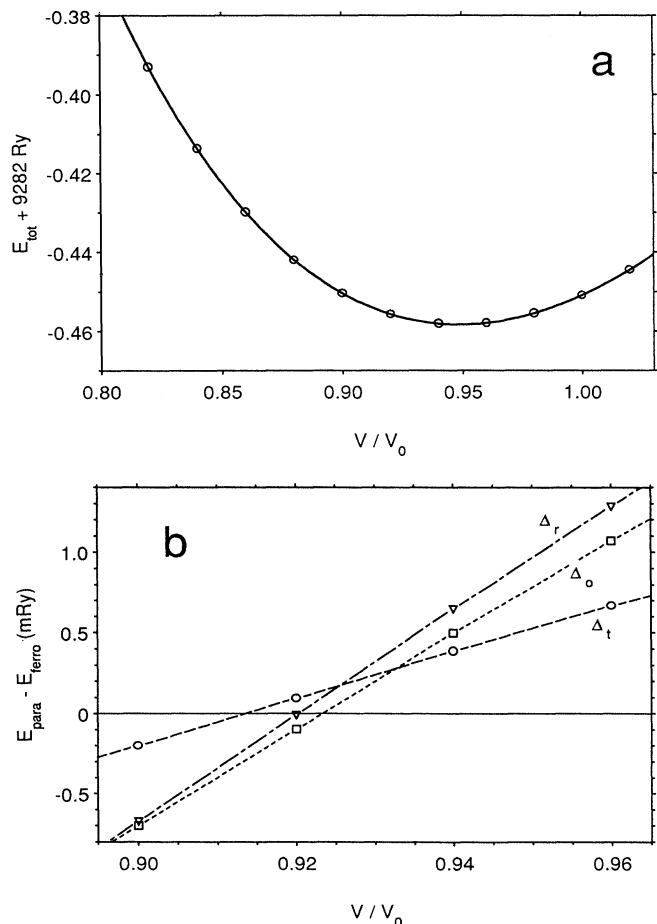 -0.38
-0.40
-0.42
-0.44
-0.46
E_tot + 9282 Ry
a
0.80
0.85
0.90
0.95
1.00
V / V_0
1.0
0.5
0
-0.5
E_para - E_ferro (mRy)
b
Δ_r
Δ_o
Δ_t
0.90
0.92
0.94
0.96
V / V_0